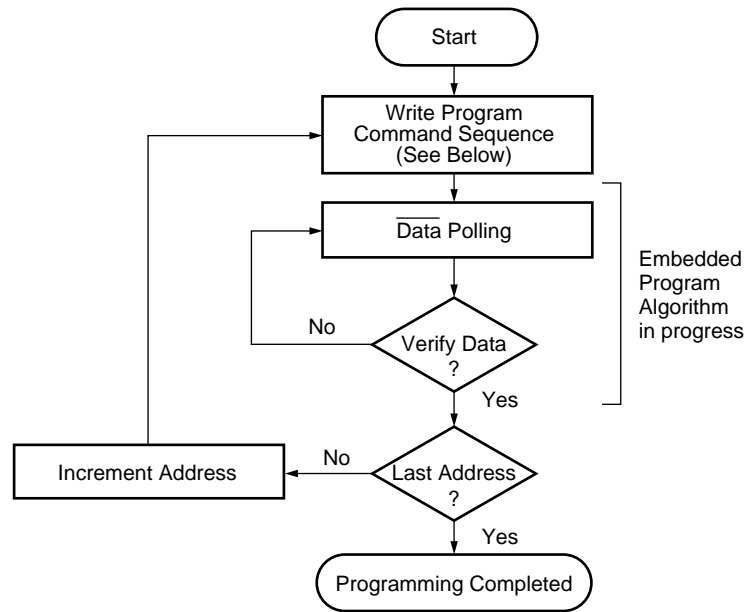 Start
Write Program
Command Sequence
(See Below)
Data Polling
Embedded
Program
Algorithm
in progress
No
Verify Data
?
Yes
Increment Address
No
Last Address
?
Yes
Programming Completed